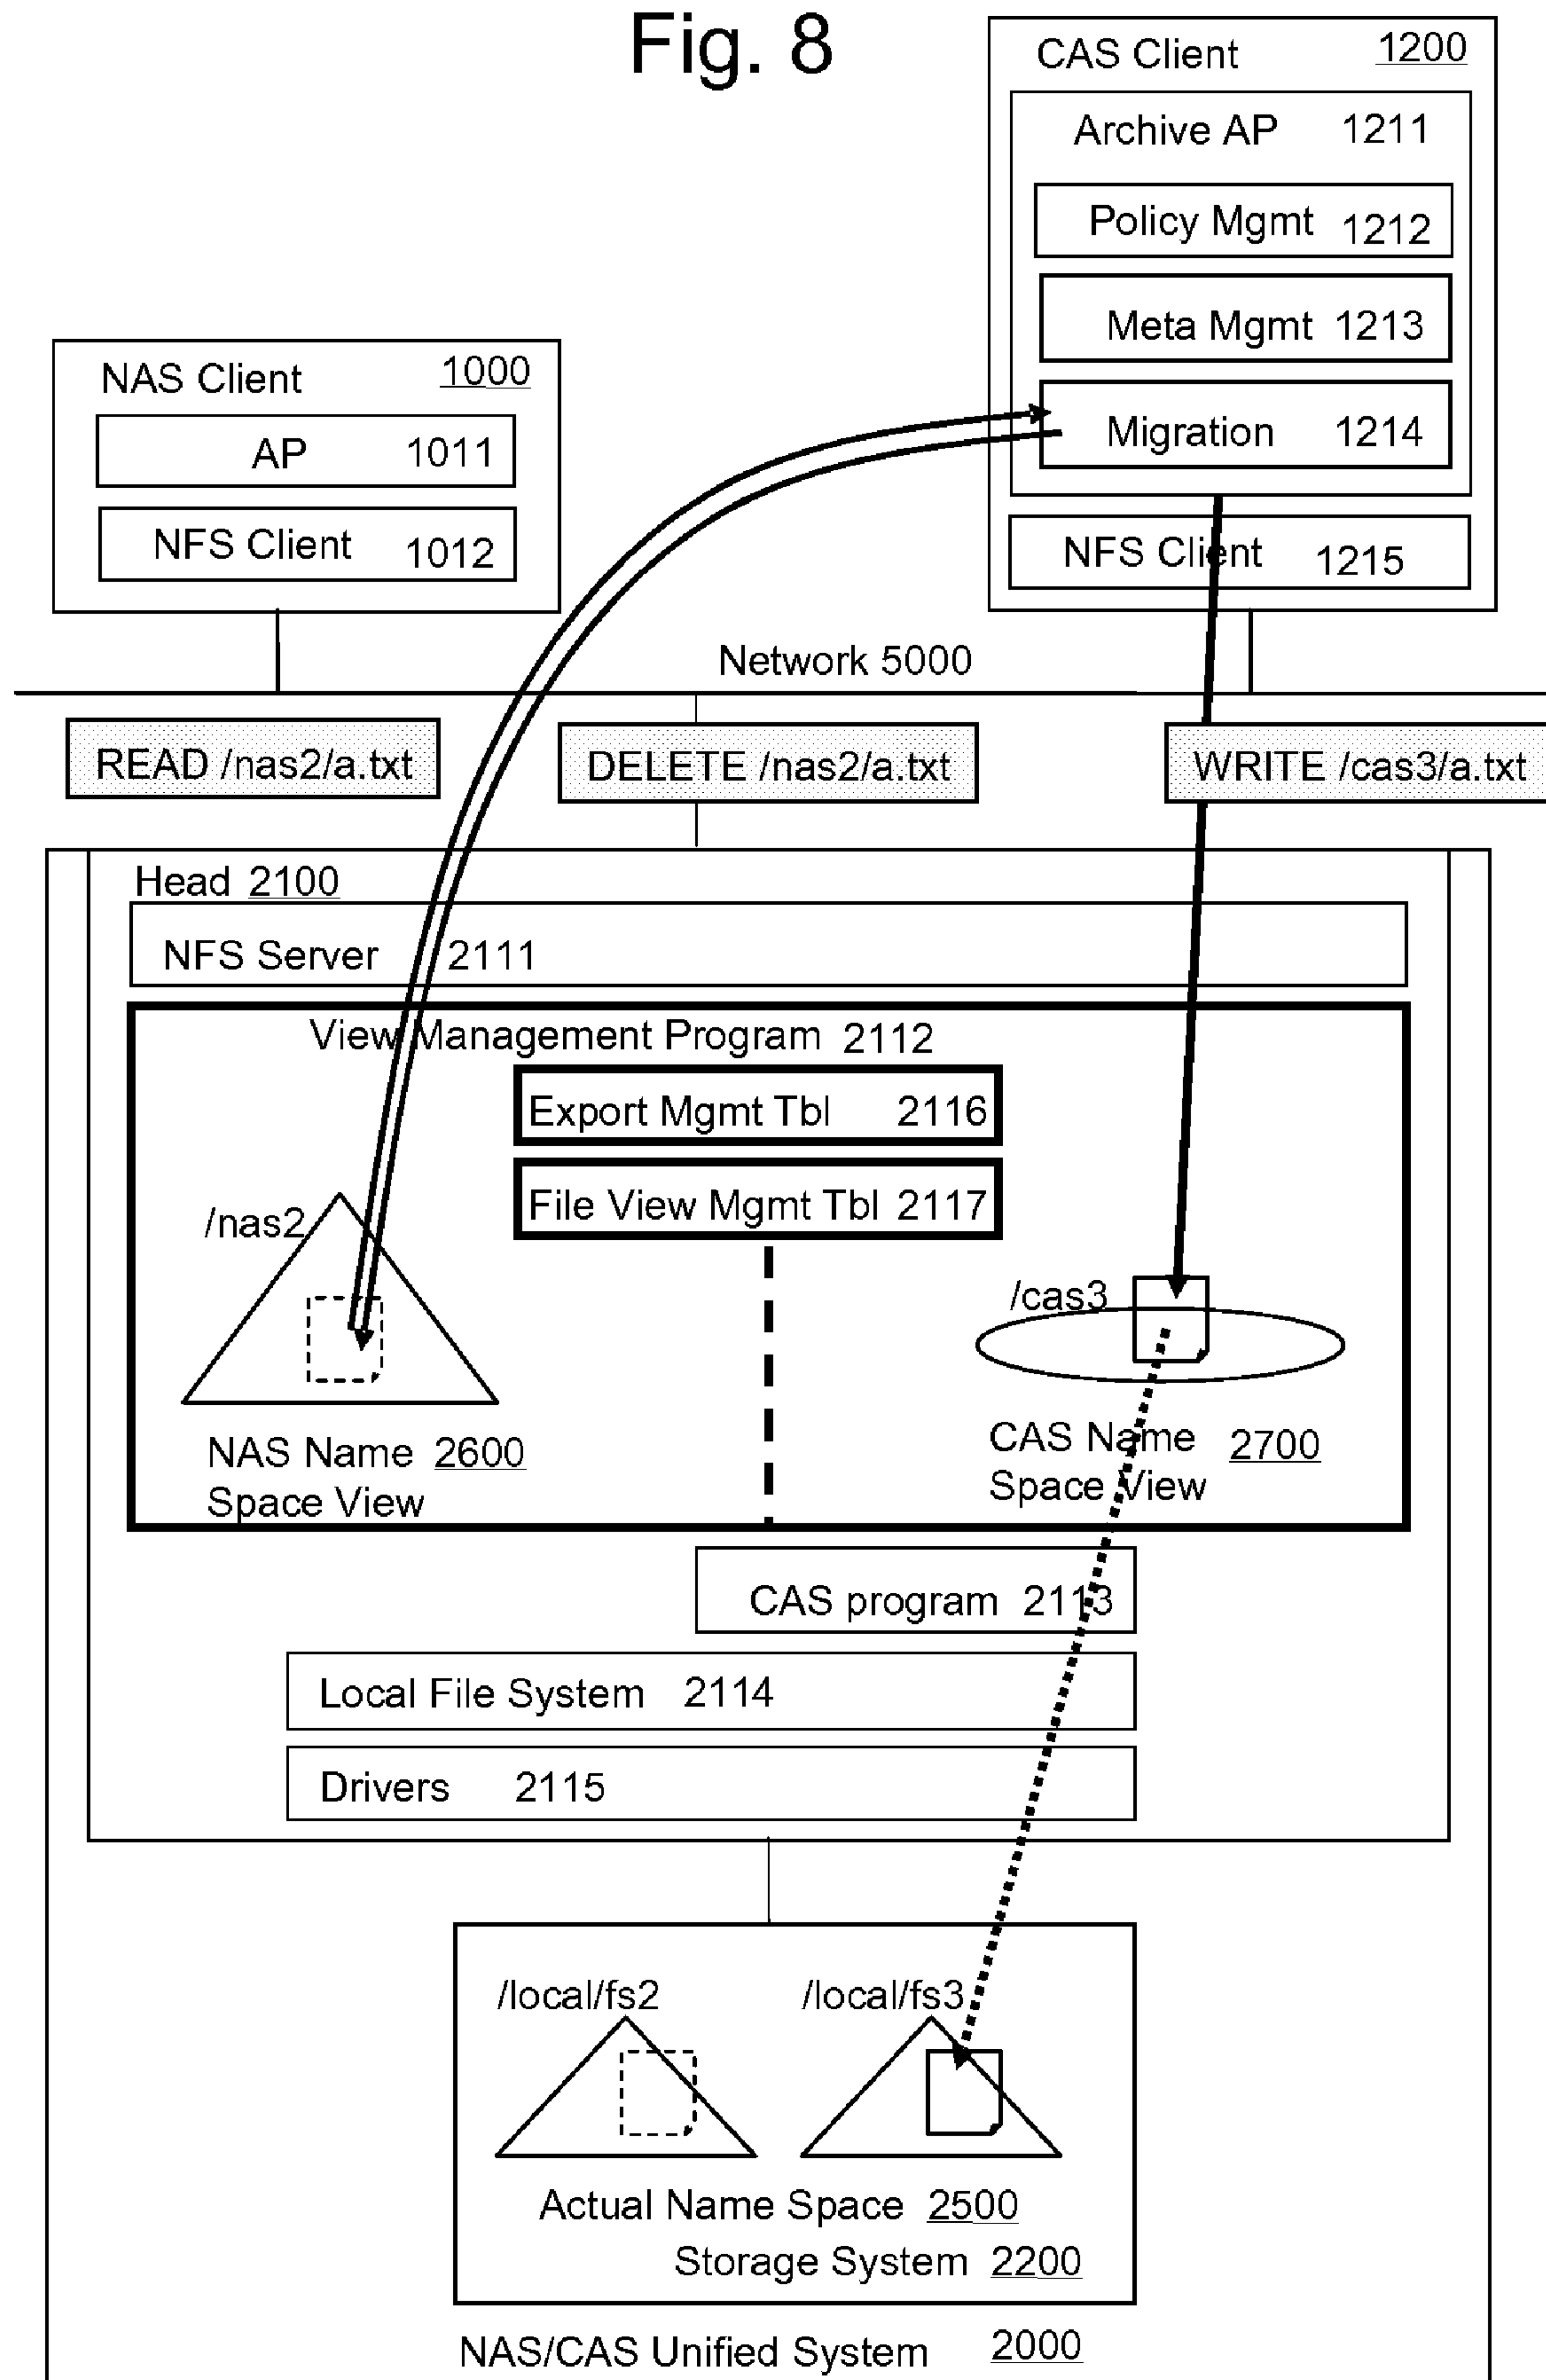 Fig. 8
CAS Client 1200
Archive AP 1211
Policy Mgmt 1212
Meta Mgmt 1213
Migration 1214
NFS Client 1215
NAS Client 1000
AP 1011
NFS Client 1012
Network 5000
READ /nas2/a.txt
DELETE /nas2/a.txt
WRITE /cas3/a.txt
Head 2100
NFS Server 2111
View Management Program 2112
Export Mgmt Tbl 2116
File View Mgmt Tbl 2117
/nas2
/cas3
NAS Name 2600
Space View
CAS Name 2700
Space View
CAS program 2113
Local File System 2114
Drivers 2115
/local/fs2
/local/fs3
Actual Name Space 2500
Storage System 2200
NAS/CAS Unified System 2000